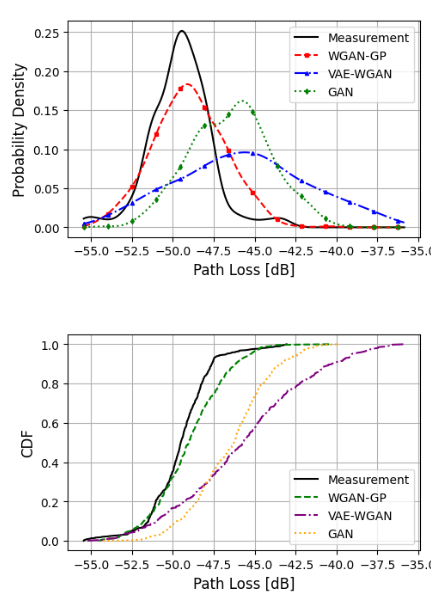 0.25
0.20
0.15
0.10
0.05
0.00
Probability Density
Measurement
WGAN-GP
VAE-WGAN
GAN
−55.0 −52.5 −50.0 −47.5 −45.0 −42.5 −40.0 −37.5 −35.0
Path Loss [dB]
1.0
0.8
0.6
0.4
0.2
0.0
CDF
Measurement
WGAN-GP
VAE-WGAN
GAN
−55.0 −52.5 −50.0 −47.5 −45.0 −42.5 −40.0 −37.5 −35.0
Path Loss [dB]